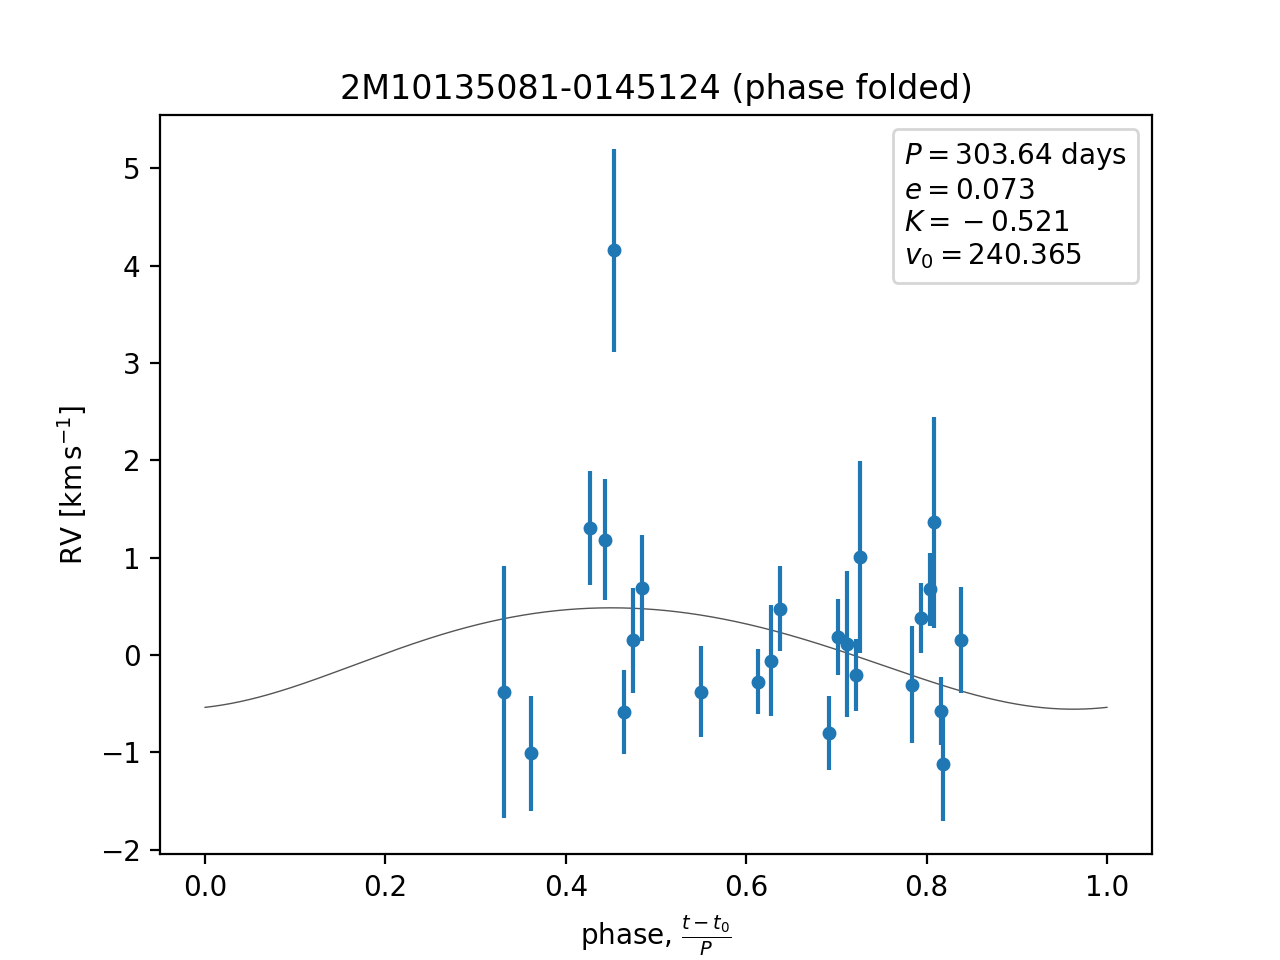 2M10135081-0145124 (phase folded)
P = 303.64 days
e = 0.073
K = −0.521
v₀ = 240.365
5
4
3
2
1
0
−1
−2
RV [km s⁻¹]
0.0 0.2 0.4 0.6 0.8 1.0
phase, (t − t₀)/P